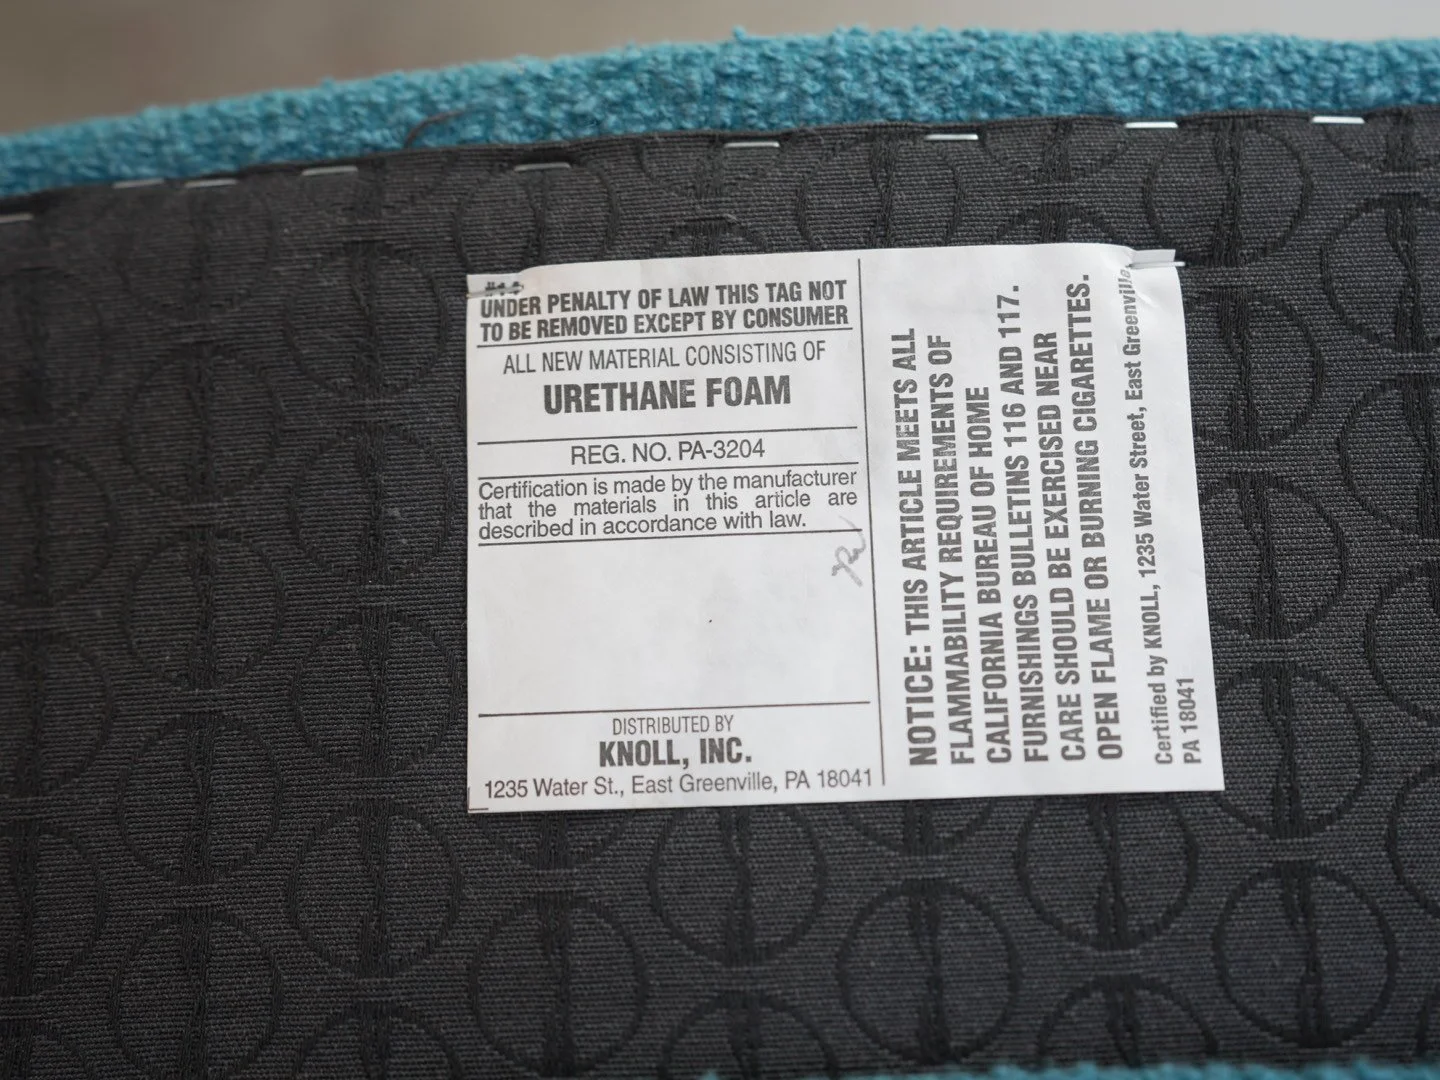 UNDER PENALTY OF LAW THIS TAG NOT
TO BE REMOVED EXCEPT BY CONSUMER
ALL NEW MATERIAL CONSISTING OF
URETHANE FOAM
REG. NO. PA-3204
Certification is made by the manufacturer
that the materials in this article are
described in accordance with law.
DISTRIBUTED BY
KNOLL, INC.
1235 Water St., East Greenville, PA 18041
NOTICE: THIS ARTICLE MEETS ALL
FLAMMABILITY REQUIREMENTS OF
CALIFORNIA BUREAU OF HOME
FURNISHINGS BULLETINS 116 AND 117.
CARE SHOULD BE EXERCISED NEAR
OPEN FLAME OR BURNING CIGARETTES.
Certified by KNOLL, 1235 Water Street, East Greenville,
PA 18041